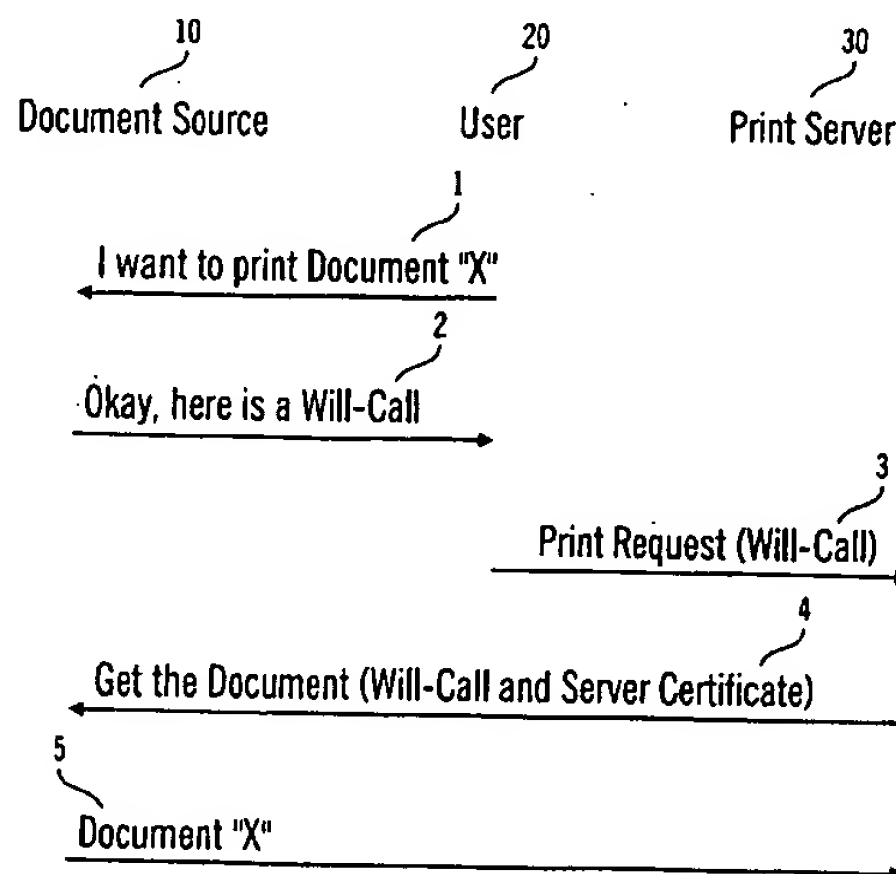 10 20 30
Document Source User Print Server
1
I want to print Document "X"
2
Okay, here is a Will-Call
3
Print Request (Will-Call)
4
Get the Document (Will-Call and Server Certificate)
5
Document "X"